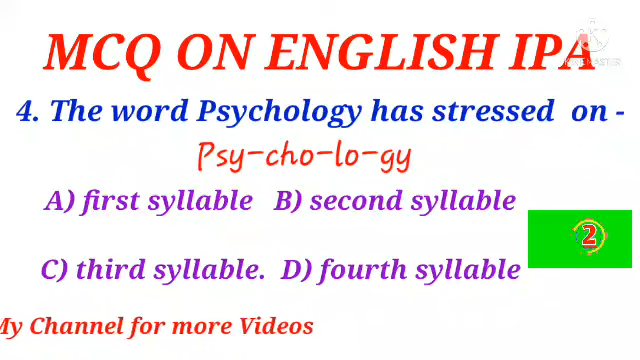 MCQ ON ENGLISH IPA
4. The word Psychology has stressed on -
Psy-cho-lo-gy
A) first syllable B) second syllable
2
C) third syllable. D) fourth syllable
My Channel for more Videos